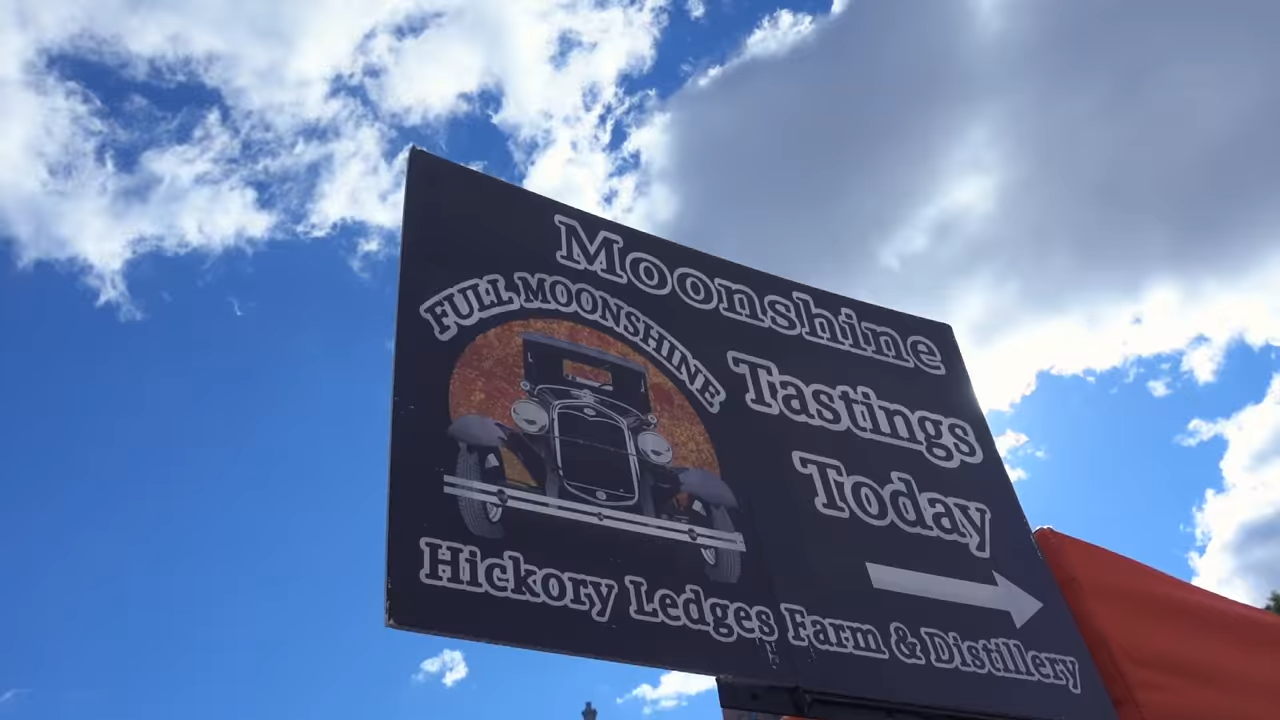 Moonshine
FULL MOONSHINE
Tastings
Today
Hickory Ledges Farm & Distillery